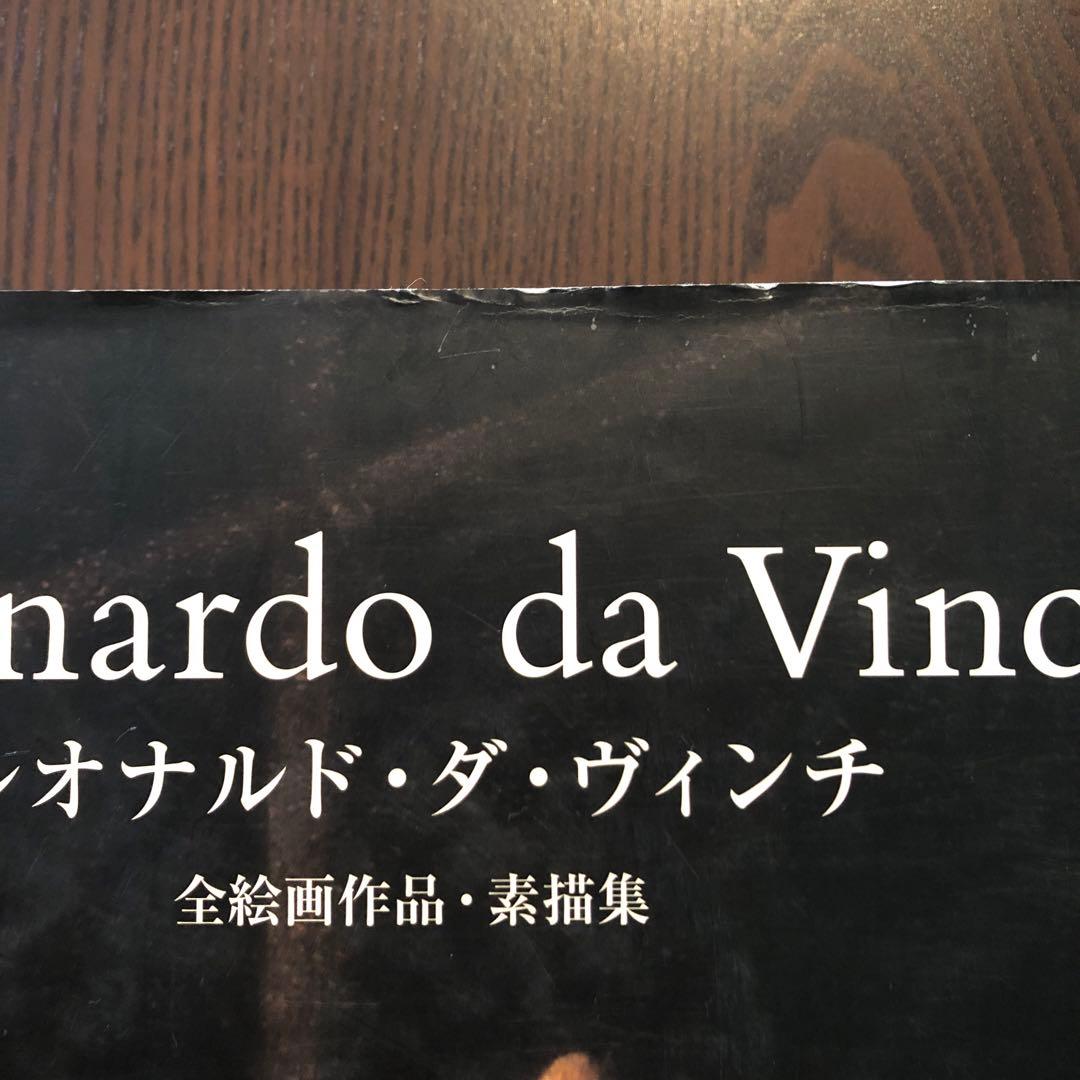 nardo da Vinc
レオナルド・ダ・ヴィンチ
全絵画作品・素描集